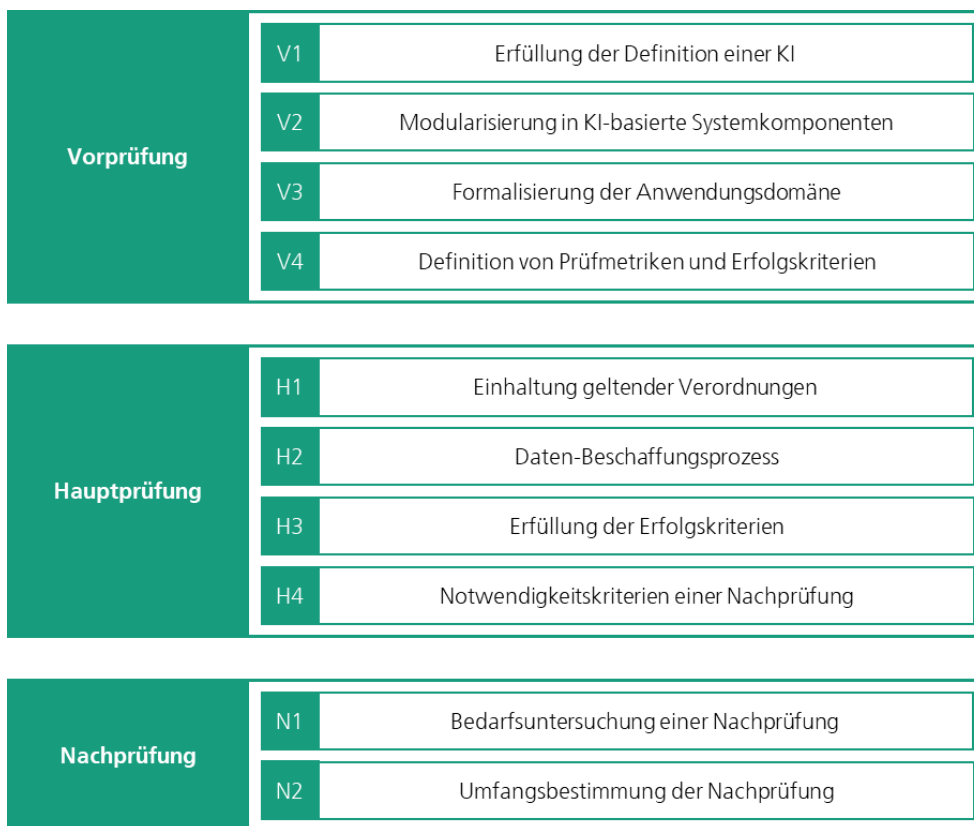 Vorprüfung
V1 Erfüllung der Definition einer KI
V2 Modularisierung in KI-basierte Systemkomponenten
V3 Formalisierung der Anwendungsdomäne
V4 Definition von Prüfmetriken und Erfolgskriterien
Hauptprüfung
H1 Einhaltung geltender Verordnungen
H2 Daten-Beschaffungsprozess
H3 Erfüllung der Erfolgskriterien
H4 Notwendigkeitskriterien einer Nachprüfung
Nachprüfung
N1 Bedarfsuntersuchung einer Nachprüfung
N2 Umfangsbestimmung der Nachprüfung